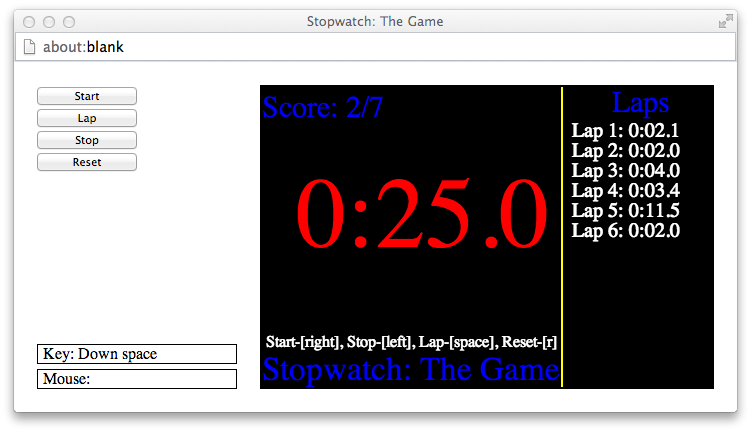 Stopwatch: The Game
about:blank
Start
Lap
Stop
Reset
Key: Down space
Mouse:
Score: 2/7
0:25.0
Start-[right], Stop-[left], Lap-[space], Reset-[r]
Stopwatch: The Game
Laps
Lap 1: 0:02.1
Lap 2: 0:02.0
Lap 3: 0:04.0
Lap 4: 0:03.4
Lap 5: 0:11.5
Lap 6: 0:02.0